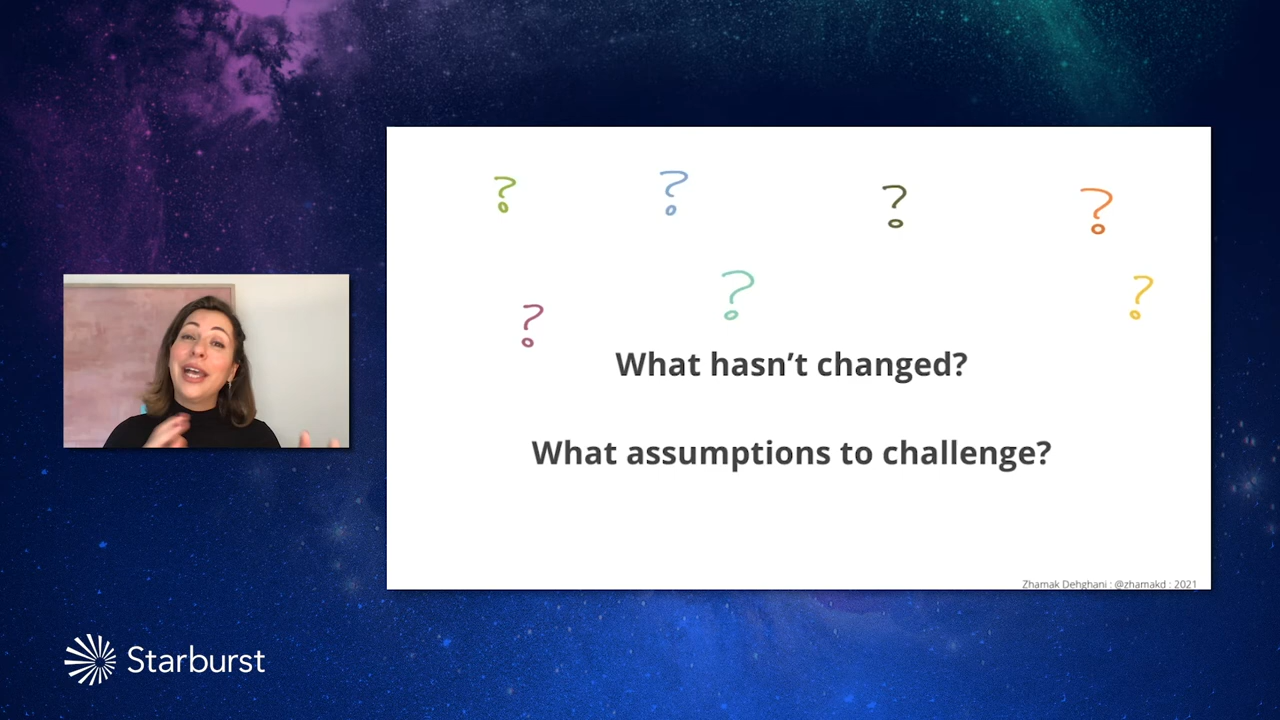 ? ? ? ?
? ? ?
What hasn’t changed?
What assumptions to challenge?
Zhamak Dehghani : @zhamakd : 2021
Starburst